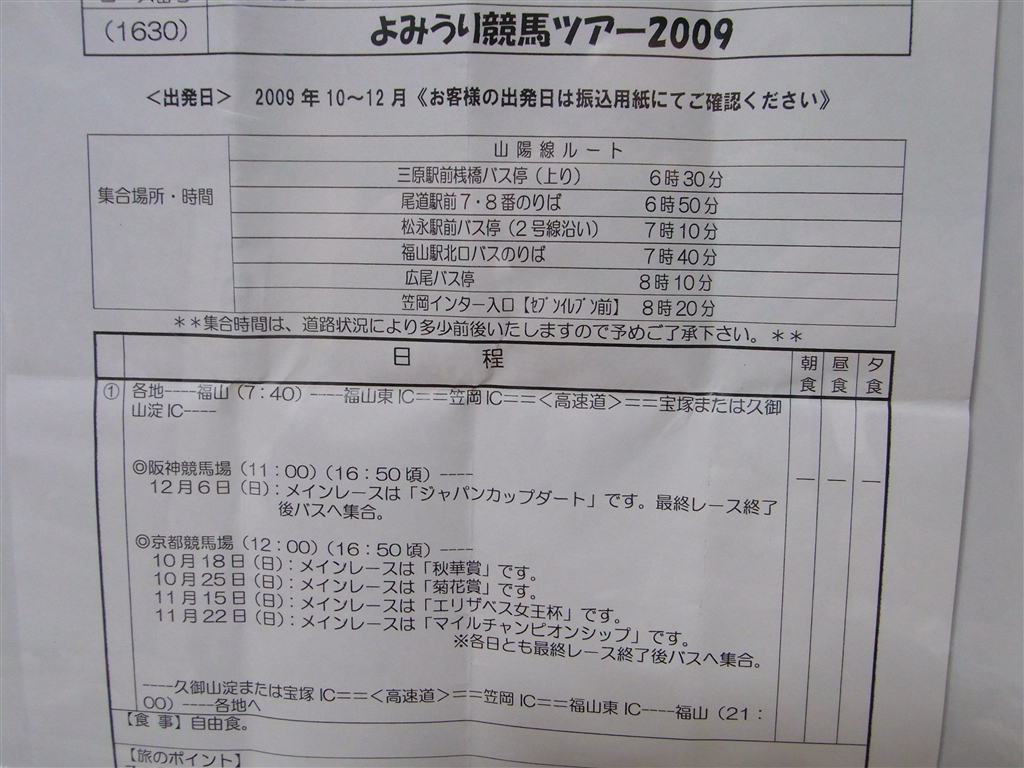 (1630) よみうり競馬ツアー2009
＜出発日＞ 2009年10〜12月《お客様の出発日は振込用紙にてご確認ください》
山陽線ルート
集合場所・時間
三原駅前桟橋バス停（上り） 6時30分
尾道駅前7・8番のりば 6時50分
松永駅前バス停（2号線沿い） 7時10分
福山駅北口バスのりば 7時40分
広尾バス停 8時10分
笠岡インター入口【ｾﾌﾞﾝｲﾚﾌﾞﾝ前】 8時20分
＊＊集合時間は、道路状況により多少前後いたしますので予めご了承下さい。＊＊
日 程 朝食 昼食 夕食
① 各地----福山（7：40）----福山東IC＝＝笠岡IC＝＝＜高速道＞＝＝宝塚または久御
山淀IC----
◎阪神競馬場（11：00）（16：50頃）----
12月6日（日）：メインレースは「ジャパンカップダート」です。最終レース終了
後バスへ集合。
― ― ―
◎京都競馬場（12：00）（16：50頃）----
10月18日（日）：メインレースは「秋華賞」です。
10月25日（日）：メインレースは「菊花賞」です。
11月15日（日）：メインレースは「エリザベス女王杯」です。
11月22日（日）：メインレースは「マイルチャンピオンシップ」です。
※各日とも最終レース終了後バスへ集合。
----久御山淀または宝塚IC＝＝＜高速道＞＝＝笠岡IC＝＝福山東IC----福山（21：
00）----各地へ
【食 事】自由食。
【旅のポイント】